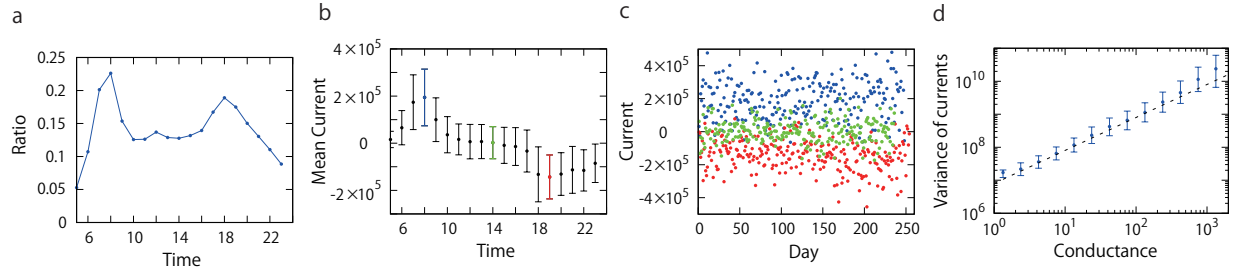 a
0.25
0.2
0.15
0.1
0.05
0
Ratio
6 10 14 18 22
Time
b
4×10⁵
2×10⁵
0
-2×10⁵
Mean Current
6 10 14 18 22
Time
c
4×10⁵
2×10⁵
0
-2×10⁵
-4×10⁵
Current
0 50 100 150 200 250
Day
d
10¹⁰
10⁸
10⁶
Variance of currents
10⁰ 10¹ 10² 10³
Conductance